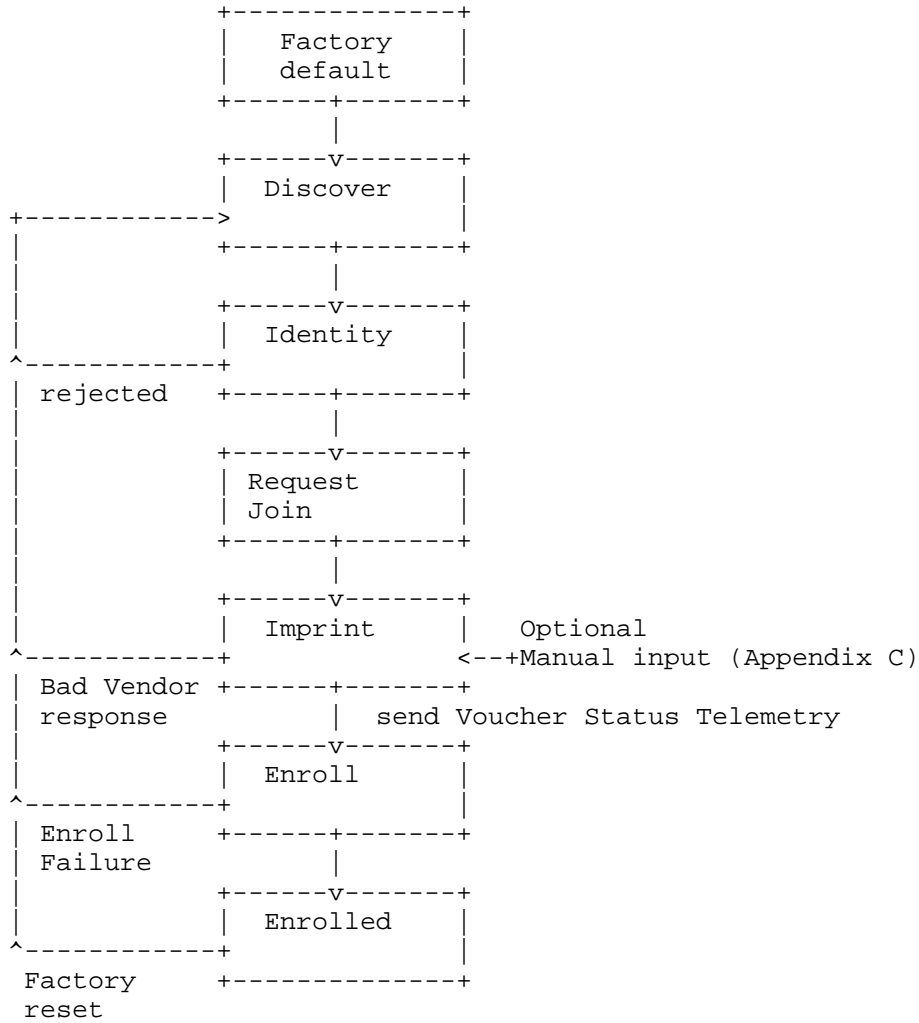 Factory
default
Discover
Identity
rejected
Request
Join
Imprint Optional
Manual input (Appendix C)
Bad Vendor
response send Voucher Status Telemetry
Enroll
Enroll
Failure
Enrolled
Factory
reset